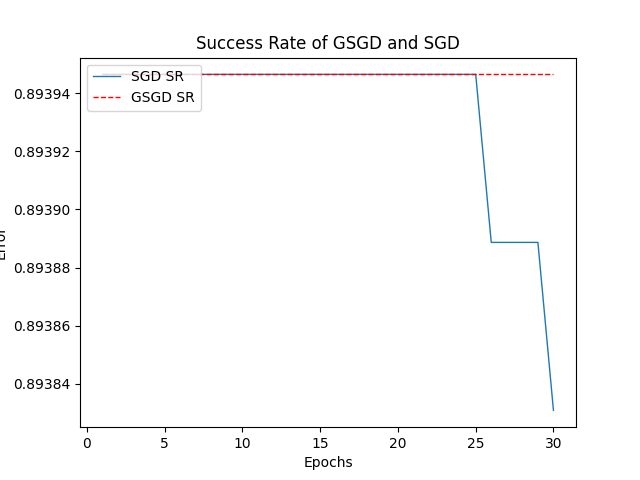 Success Rate of GSGD and SGD
SGD SR
GSGD SR
0.89394
0.89392
0.89390
0.89388
0.89386
0.89384
Error
0 5 10 15 20 25 30
Epochs